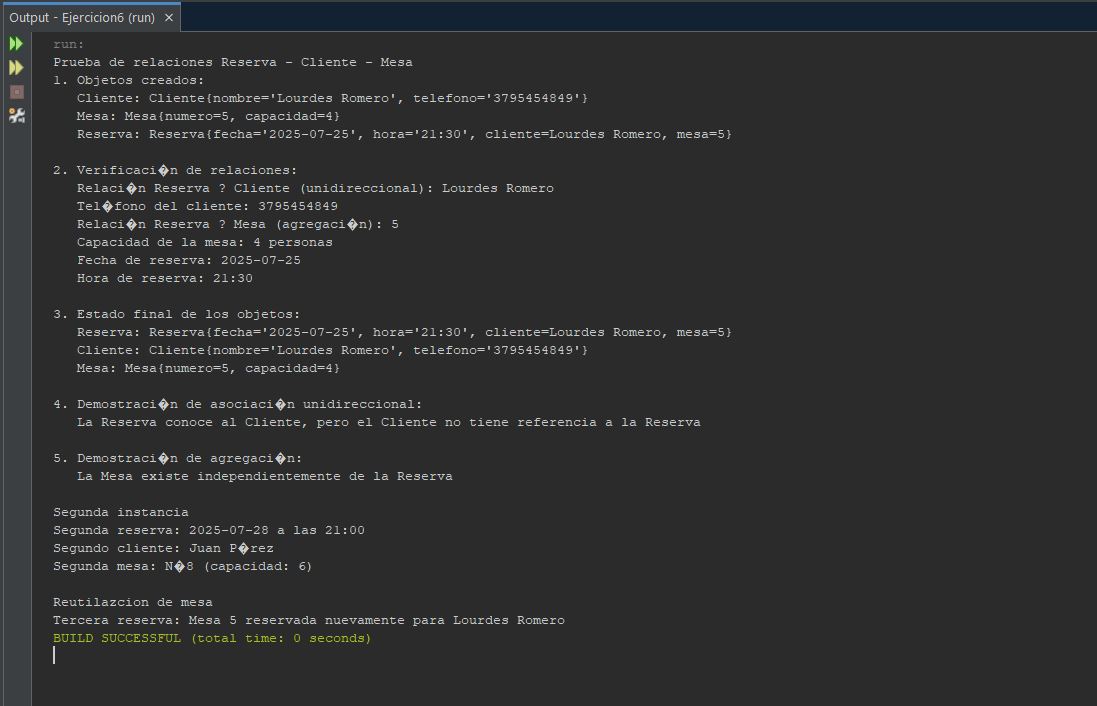 Output - Ejercicion6 (run) ×
run:
Prueba de relaciones Reserva - Cliente - Mesa
1. Objetos creados:
Cliente: Cliente{nombre='Lourdes Romero', telefono='3795454849'}
Mesa: Mesa{numero=5, capacidad=4}
Reserva: Reserva{fecha='2025-07-25', hora='21:30', cliente=Lourdes Romero, mesa=5}
2. Verificaci�n de relaciones:
Relaci�n Reserva ? Cliente (unidireccional): Lourdes Romero
Tel�fono del cliente: 3795454849
Relaci�n Reserva ? Mesa (agregaci�n): 5
Capacidad de la mesa: 4 personas
Fecha de reserva: 2025-07-25
Hora de reserva: 21:30
3. Estado final de los objetos:
Reserva: Reserva{fecha='2025-07-25', hora='21:30', cliente=Lourdes Romero, mesa=5}
Cliente: Cliente{nombre='Lourdes Romero', telefono='3795454849'}
Mesa: Mesa{numero=5, capacidad=4}
4. Demostraci�n de asociaci�n unidireccional:
La Reserva conoce al Cliente, pero el Cliente no tiene referencia a la Reserva
5. Demostraci�n de agregaci�n:
La Mesa existe independientemente de la Reserva
Segunda instancia
Segunda reserva: 2025-07-28 a las 21:00
Segundo cliente: Juan P�rez
Segunda mesa: N�8 (capacidad: 6)
Reutilazcion de mesa
Tercera reserva: Mesa 5 reservada nuevamente para Lourdes Romero
BUILD SUCCESSFUL (total time: 0 seconds)